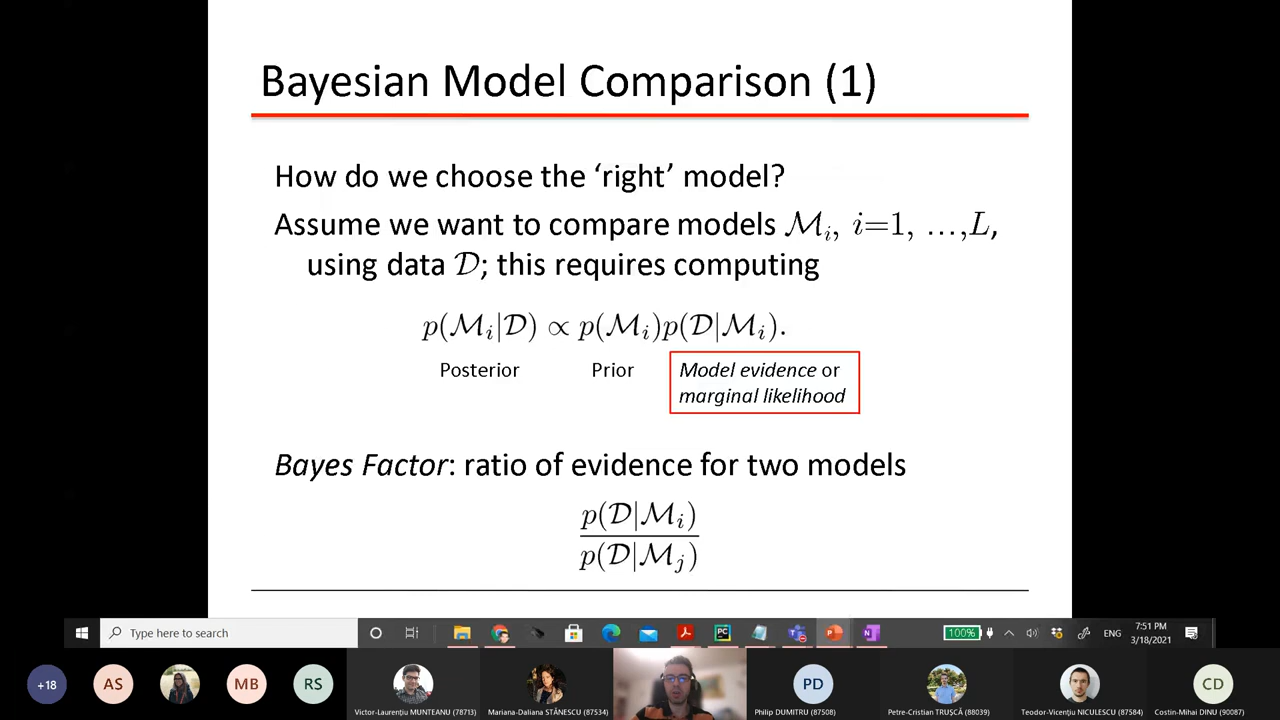 Bayesian Model Comparison (1)
How do we choose the ‘right’ model?
Assume we want to compare models ℳᵢ, i=1, …,L,
using data 𝒟; this requires computing
p(ℳᵢ|𝒟) ∝ p(ℳᵢ)p(𝒟|ℳᵢ).
Posterior
Prior
Model evidence or
marginal likelihood
Bayes Factor: ratio of evidence for two models
p(𝒟|ℳᵢ)
p(𝒟|ℳⱼ)
Type here to search
100%
ENG
7:51 PM
3/18/2021
+18
AS
MB
RS
PD
CD
Victor-Laurențiu MUNTEANU (78713)
Mariana-Daliana STĂNESCU (87534)
Philip DUMITRU (87508)
Petre-Cristian TRUȘCĂ (88039)
Teodor-Vicențiu NICULESCU (87584)
Costin-Mihai DINU (90087)